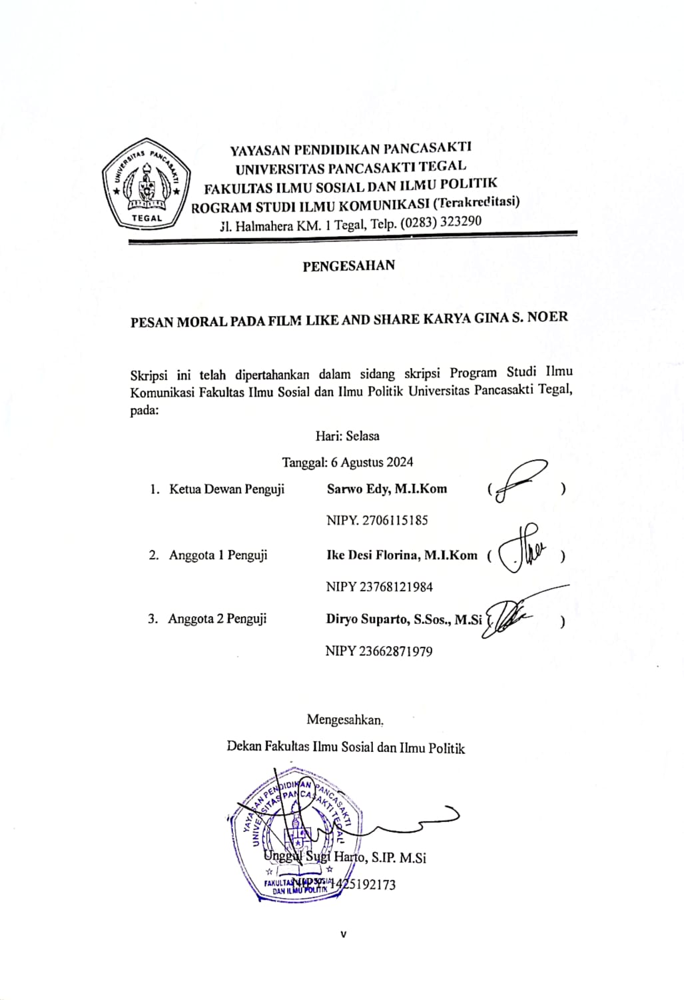 YAYASAN PENDIDIKAN PANCASAKTI
UNIVERSITAS PANCASAKTI TEGAL
FAKULTAS ILMU SOSIAL DAN ILMU POLITIK
ROGRAM STUDI ILMU KOMUNIKASI (Terakreditasi)
Jl. Halmahera KM. 1 Tegal, Telp. (0283) 323290
UNIVERSITAS PANCASAKTI
TEGAL
PENGESAHAN
PESAN MORAL PADA FILM LIKE AND SHARE KARYA GINA S. NOER
Skripsi ini telah dipertahankan dalam sidang skripsi Program Studi Ilmu
Komunikasi Fakultas Ilmu Sosial dan Ilmu Politik Universitas Pancasakti Tegal,
pada:
Hari: Selasa
Tanggal: 6 Agustus 2024
1. Ketua Dewan Penguji Sarwo Edy, M.I.Kom ( )
NIPY. 2706115185
2. Anggota 1 Penguji Ike Desi Florina, M.I.Kom ( )
NIPY 23768121984
3. Anggota 2 Penguji Diryo Suparto, S.Sos., M.Si ( )
NIPY 23662871979
Mengesahkan,
Dekan Fakultas Ilmu Sosial dan Ilmu Politik
YAYASAN PENDIDIKAN PANCASAKTI
UNIVERSITAS PANCASAKTI TEGAL
Unggul Sugi Harto, S.IP. M.Si
FAKULTAS ILMU SOSIAL
DAN ILMU POLITIK
NIPY. 1425192173
v